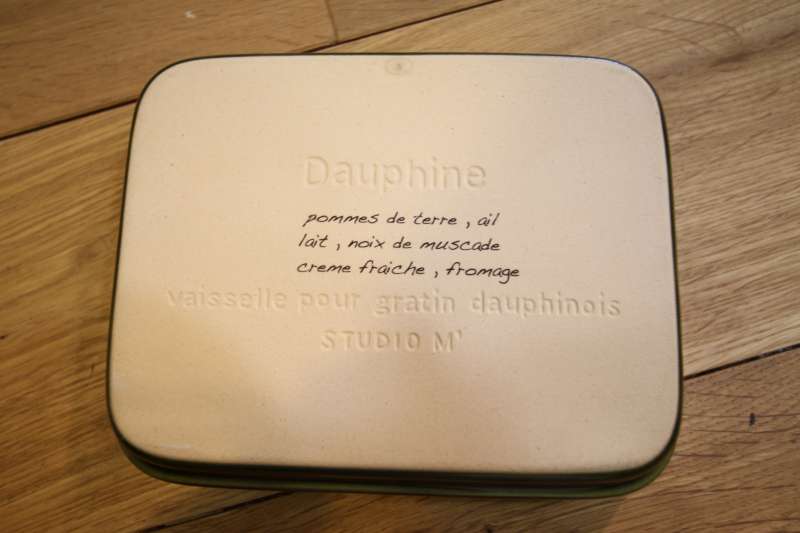 Dauphine
pommes de terre , ail
lait , noix de muscade
creme fraiche , fromage
vaisselle pour gratin dauphinois
STUDIO M'